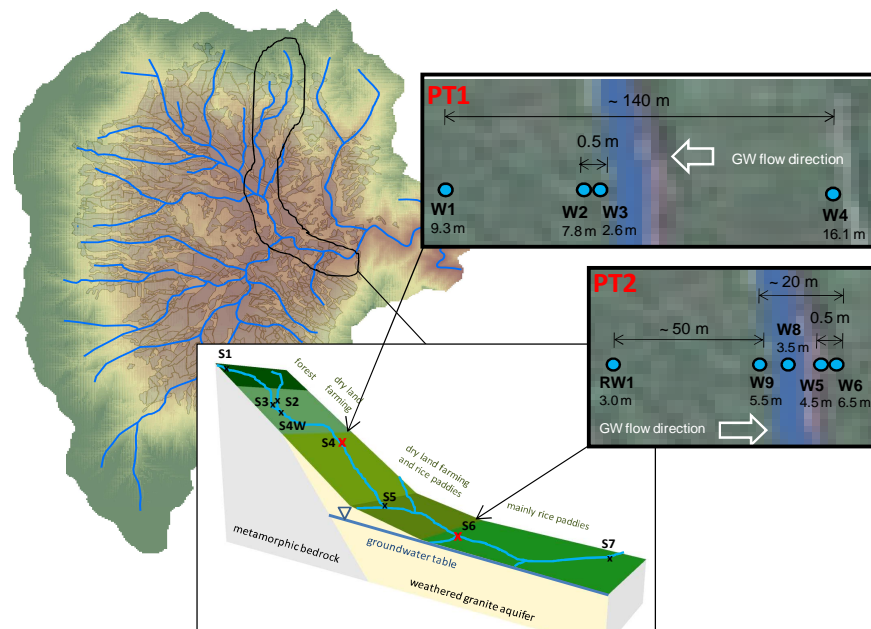 PT1
~ 140 m
0.5 m
GW flow direction
W1
9.3 m
W2
7.8 m
W3
2.6 m
W4
16.1 m
PT2
~ 20 m
0.5 m
~ 50 m
W8
3.5 m
RW1
3.0 m
W9
5.5 m
W5
4.5 m
W6
6.5 m
GW flow direction
S1
forest
dry land
farming
S3
S2
S4W
S4
dry land farming
and rice paddies
S5
S6
mainly rice paddies
S7
metamorphic bedrock
groundwater table
weathered granite aquifer